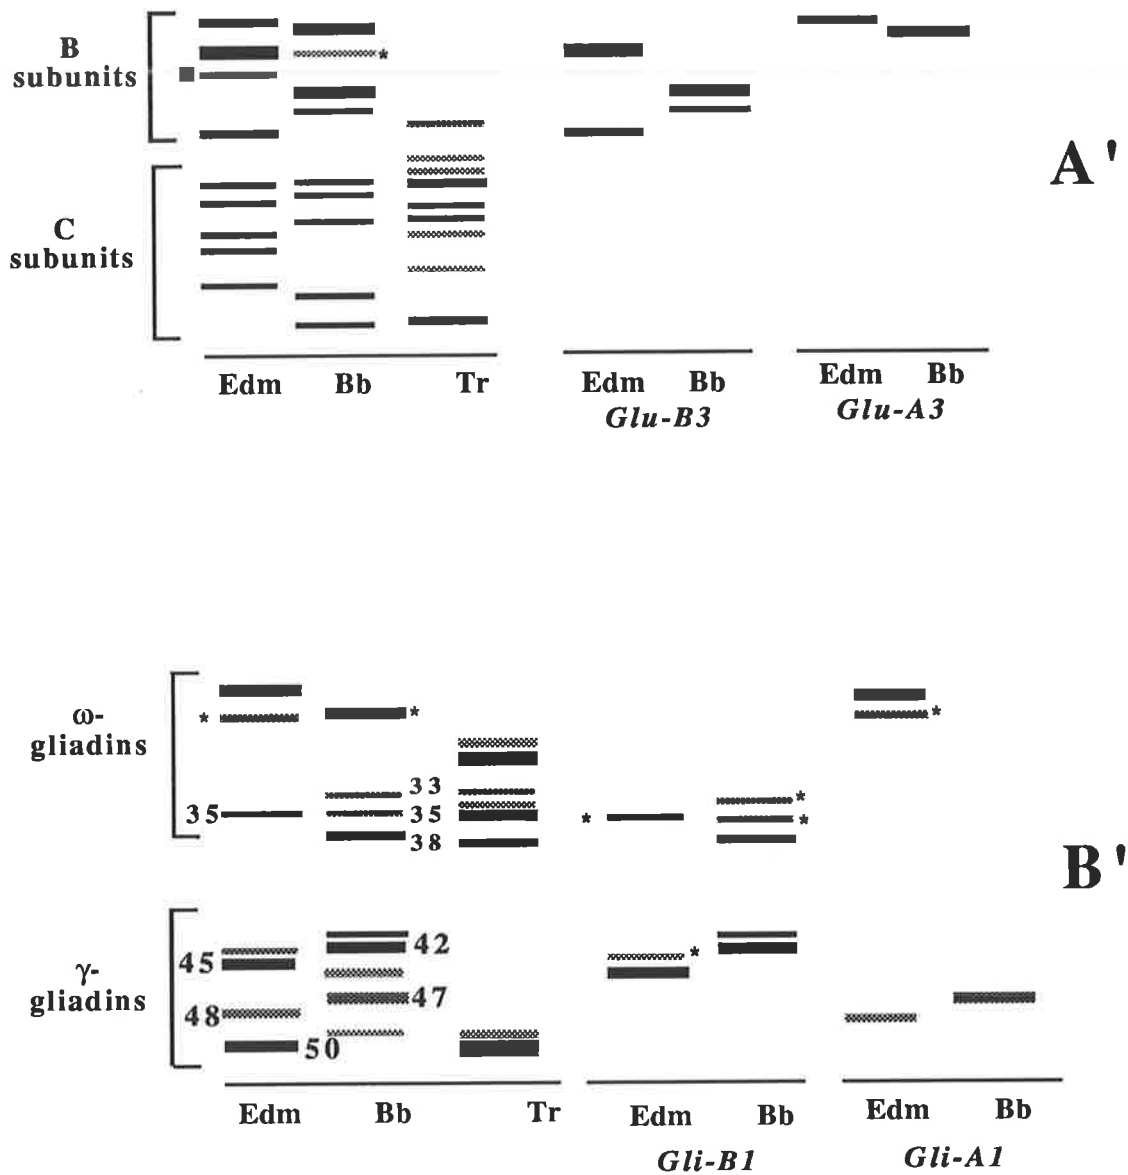 B
subunits
*
A'
C
subunits
Edm Bb Tr
Edm Bb
Glu-B3
Edm Bb
Glu-A3
ω-
gliadins
* * *
33 *
35 35 * *
38
B'
γ-
gliadins
42 *
45
47
48
50
Edm Bb Tr
Edm Bb
Gli-B1
Edm Bb
Gli-A1